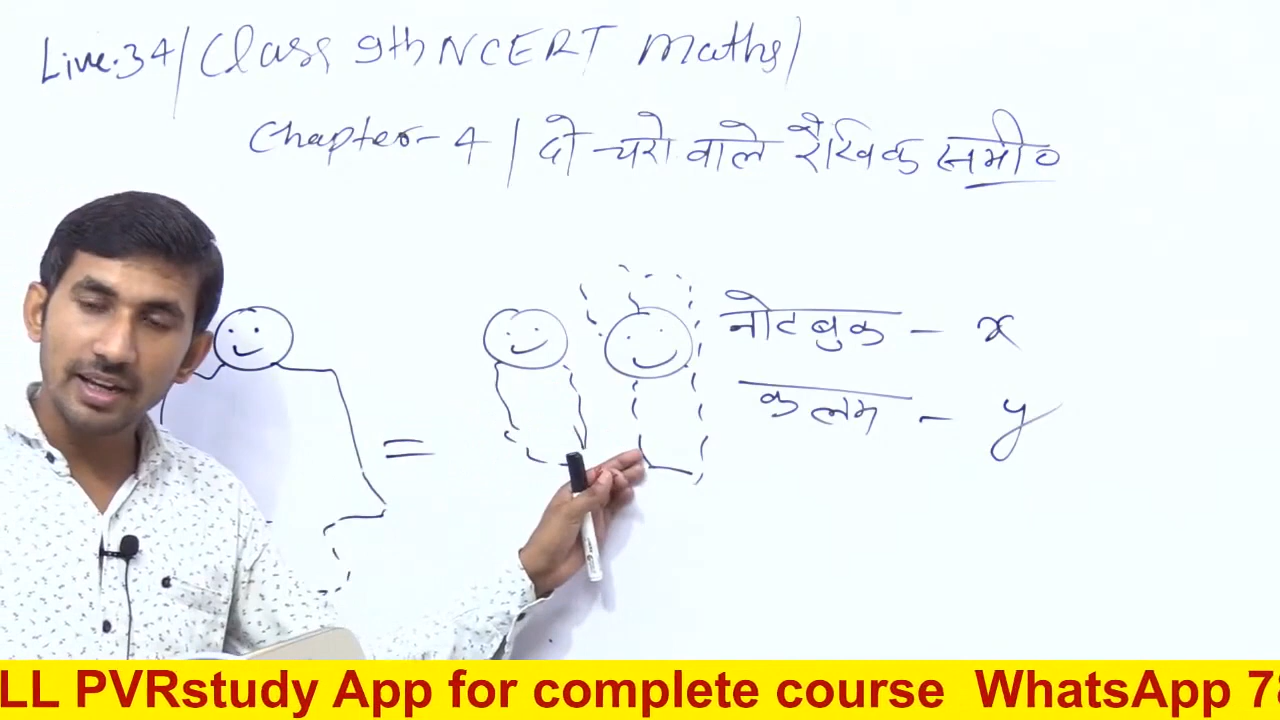 Live.34/Class 9th NCERT Maths/
Chapter-4/दो चरो वाले रैखिक समी०
नोटबुक - x
कलम - y
=
LL PVRstudy App for complete course WhatsApp 78